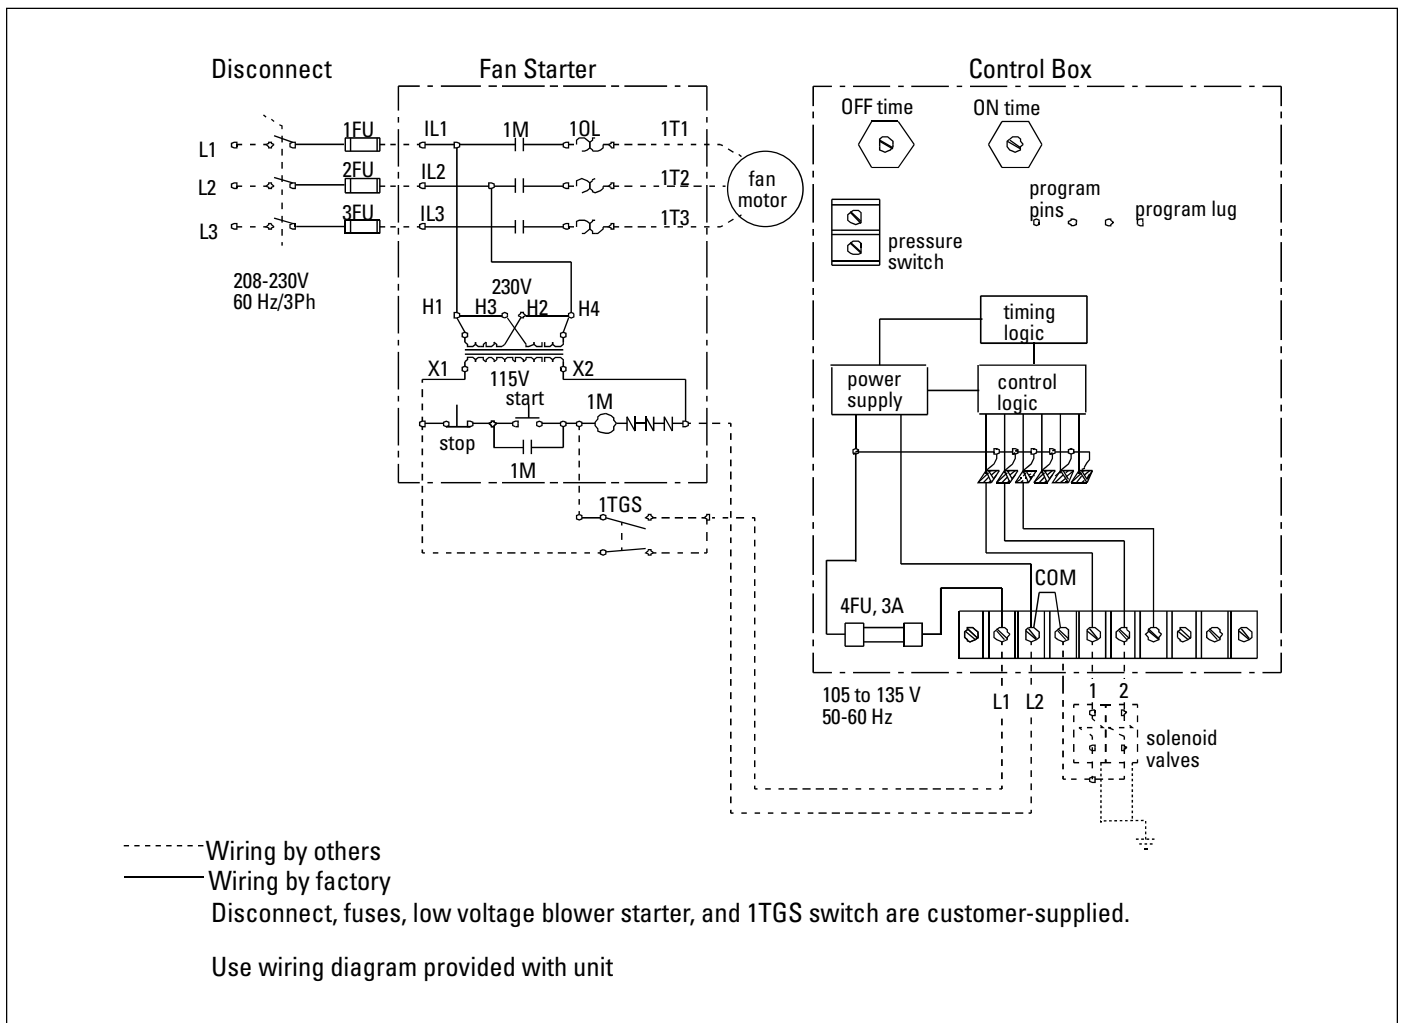 Disconnect
Fan Starter
Control Box
OFF time
ON time
1FU
IL1
1M
1OL
1T1
L1
2FU
IL2
1T2
L2
fan
motor
3FU
IL3
1T3
L3
program
pins
program lug
pressure
switch
208-230V
60 Hz/3Ph
230V
H1
H3
H2
H4
timing
logic
X1
115V
X2
power
supply
control
logic
start
1M
stop
1M
1TGS
COM
4FU, 3A
105 to 135 V
50-60 Hz
L1
L2
1
2
solenoid
valves
Wiring by others
Wiring by factory
Disconnect, fuses, low voltage blower starter, and 1TGS switch are customer-supplied.
Use wiring diagram provided with unit